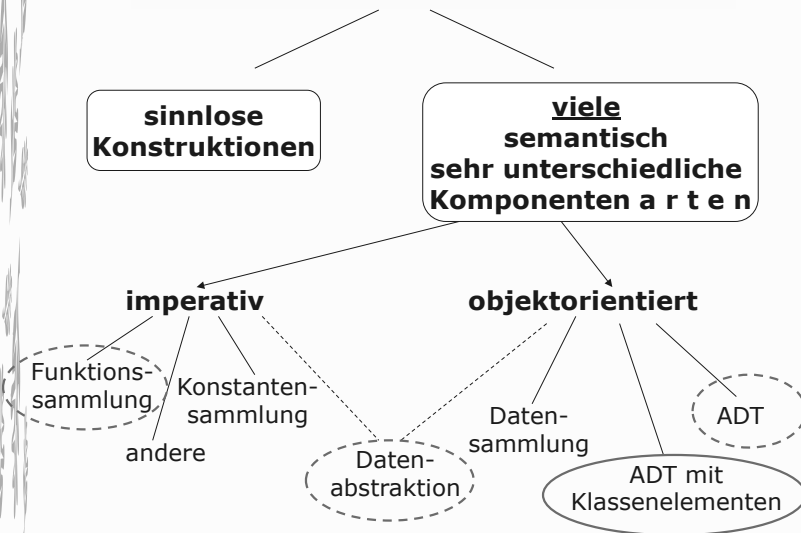 sinnlose
Konstruktionen
viele
semantisch
sehr unterschiedliche
Komponenten a r t e n
imperativ
objektorientiert
Funktions-
sammlung
Konstanten-
sammlung
andere
Daten-
abstraktion
Daten-
sammlung
ADT
ADT mit
Klassenelementen